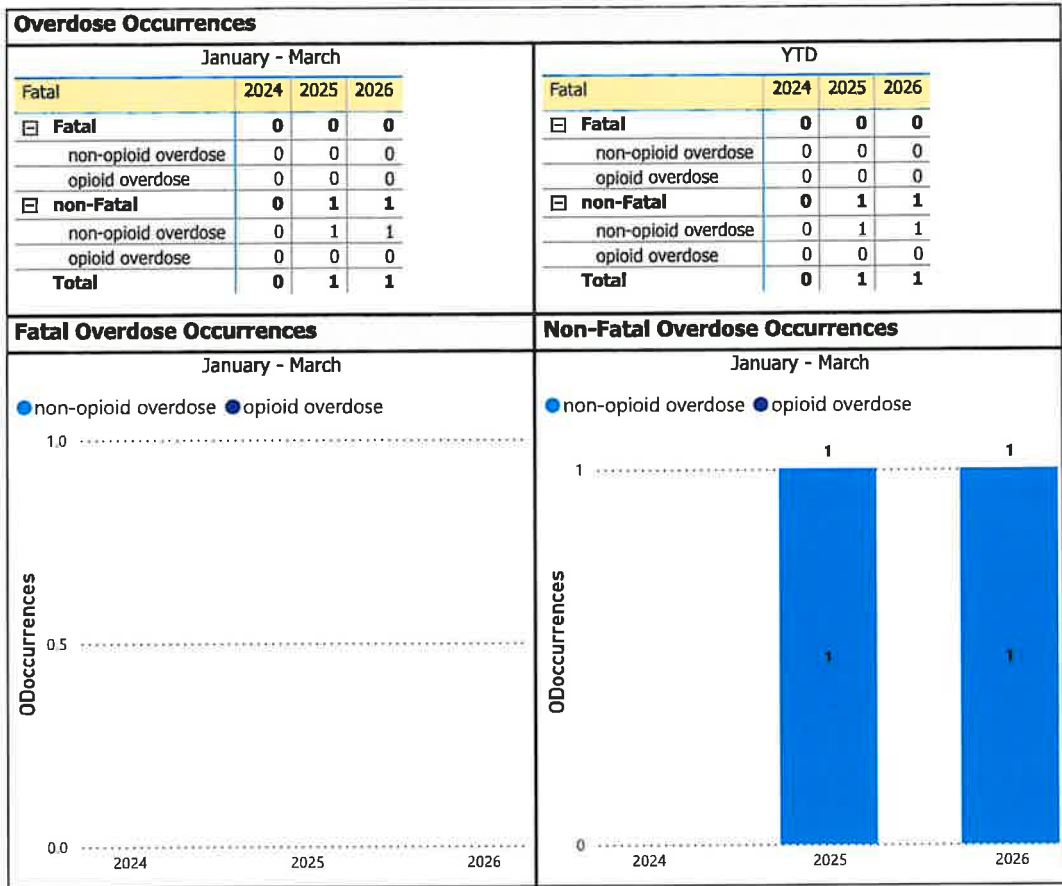 Overdose Occurrences
January - March
Fatal 2024 2025 2026
Fatal 0 0 0
non-opioid overdose 0 0 0
opioid overdose 0 0 0
non-Fatal 0 1 1
non-opioid overdose 0 1 1
opioid overdose 0 0 0
Total 0 1 1
YTD
Fatal 2024 2025 2026
Fatal 0 0 0
non-opioid overdose 0 0 0
opioid overdose 0 0 0
non-Fatal 0 1 1
non-opioid overdose 0 1 1
opioid overdose 0 0 0
Total 0 1 1
Fatal Overdose Occurrences
January - March
non-opioid overdose opioid overdose
1.0
0.5
0.0
ODoccurrences
2024 2025 2026
Non-Fatal Overdose Occurrences
January - March
non-opioid overdose opioid overdose
1 1
1
1 1
0
ODoccurrences
2024 2025 2026